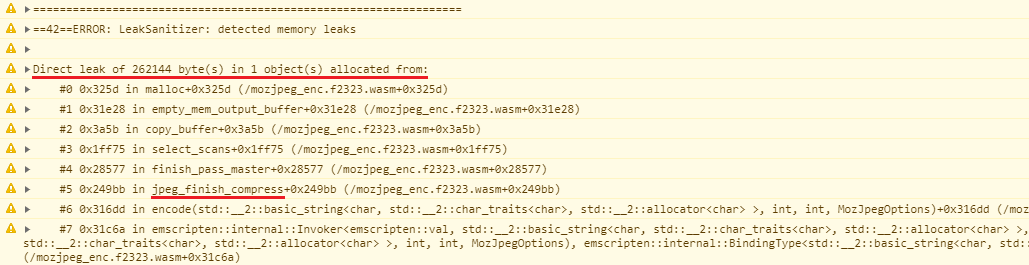 =================================================================
==42==ERROR: LeakSanitizer: detected memory leaks
Direct leak of 262144 byte(s) in 1 object(s) allocated from:
#0 0x325d in malloc+0x325d (/mozjpeg_enc.f2323.wasm+0x325d)
#1 0x31e28 in empty_mem_output_buffer+0x31e28 (/mozjpeg_enc.f2323.wasm+0x31e28)
#2 0x3a5b in copy_buffer+0x3a5b (/mozjpeg_enc.f2323.wasm+0x3a5b)
#3 0x1ff75 in select_scans+0x1ff75 (/mozjpeg_enc.f2323.wasm+0x1ff75)
#4 0x28577 in finish_pass_master+0x28577 (/mozjpeg_enc.f2323.wasm+0x28577)
#5 0x249bb in jpeg_finish_compress+0x249bb (/mozjpeg_enc.f2323.wasm+0x249bb)
#6 0x316dd in encode(std::__2::basic_string<char, std::__2::char_traits<char>, std::__2::allocator<char> >, int, int, MozJpegOptions)+0x316dd (/moz
#7 0x31c6a in emscripten::internal::Invoker<emscripten::val, std::__2::basic_string<char, std::__2::char_traits<char>, std::__2::allocator<char> >,
std::__2::char_traits<char>, std::__2::allocator<char> >, int, int, MozJpegOptions), emscripten::internal::BindingType<std::__2::basic_string<char, std:
(/mozjpeg_enc.f2323.wasm+0x31c6a)